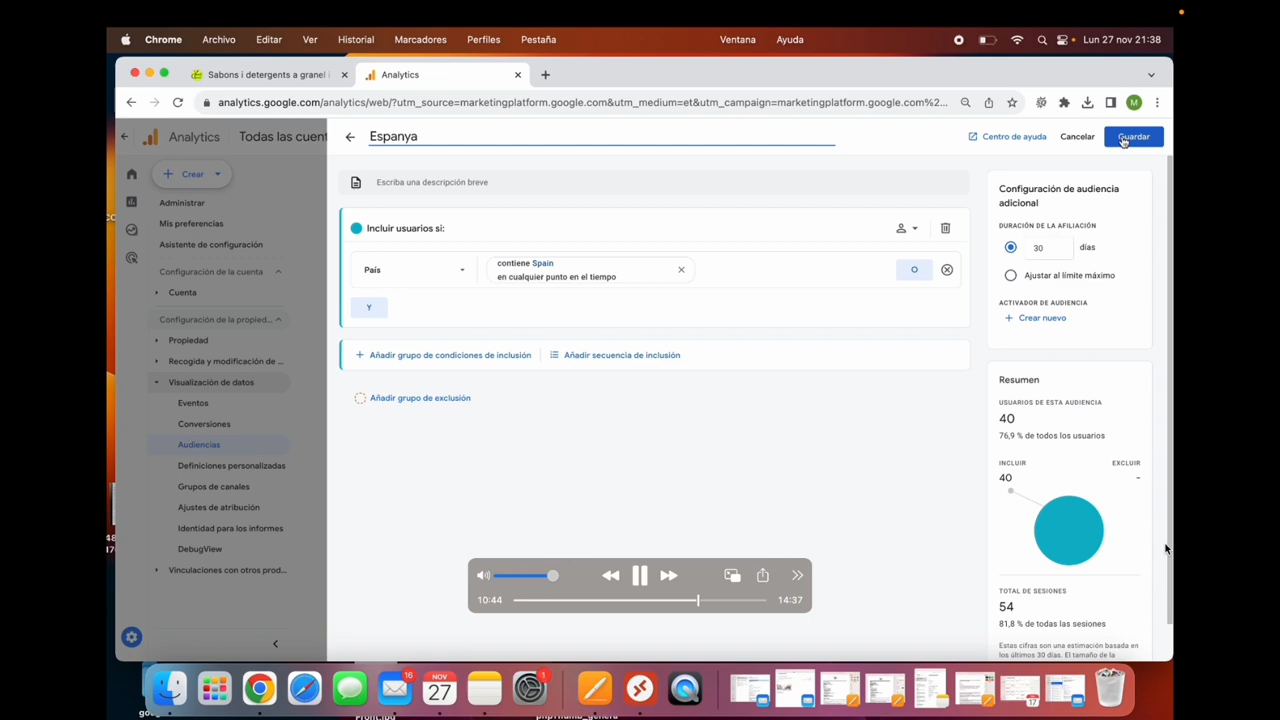 Chrome Archivo Editar Ver Historial Marcadores Perfiles Pestaña Ventana Ayuda Lun 27 nov 21:38
Sabons i detergents a granel i
Analytics
analytics.google.com/analytics/web/?utm_source=marketingplatform.google.com&utm_medium=et&utm_campaign=marketingplatform.google.com%2...
M
Analytics Todas las cuent
Espanya
Centro de ayuda Cancelar Guardar
Crear
Administrar
Mis preferencias
Asistente de configuración
Configuración de la cuenta
Cuenta
Configuración de la propied...
Propiedad
Recogida y modificación de ...
Visualización de datos
Eventos
Conversiones
Audiencias
Definiciones personalizadas
Grupos de canales
Ajustes de atribución
Identidad para los informes
DebugView
Vinculaciones con otros prod...
Escriba una descripción breve
Incluir usuarios si:
País
contiene Spain
en cualquier punto en el tiempo
O
Y
Añadir grupo de condiciones de inclusión
Añadir secuencia de inclusión
Añadir grupo de exclusión
Configuración de audiencia
adicional
DURACIÓN DE LA AFILIACIÓN
30 días
Ajustar al límite máximo
ACTIVADOR DE AUDIENCIA
Crear nuevo
Resumen
USUARIOS DE ESTA AUDIENCIA
40
76,9 % de todos los usuarios
INCLUIR EXCLUIR
40 -
TOTAL DE SESIONES
54
81,8 % de todas las sesiones
Estas cifras son una estimación basada en
los últimos 30 días. El tamaño de la
10:44 14:37
16
NOV
27
1
17